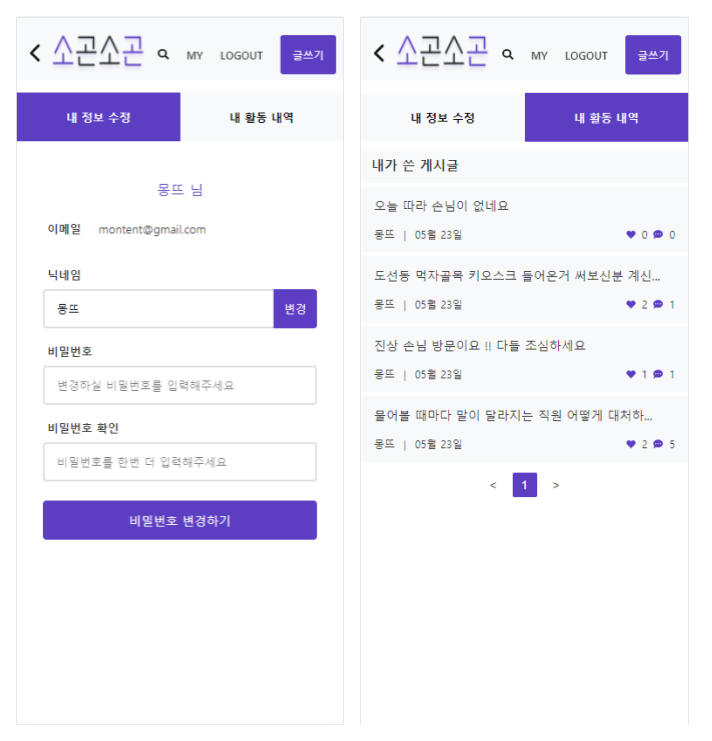 소곤소곤 MY LOGOUT 글쓰기
내 정보 수정 내 활동 내역
몽뜨 님
이메일 montent@gmail.com
닉네임
몽뜨 변경
비밀번호
변경하실 비밀번호를 입력해주세요
비밀번호 확인
비밀번호를 한번 더 입력해주세요
비밀번호 변경하기
소곤소곤 MY LOGOUT 글쓰기
내 정보 수정 내 활동 내역
내가 쓴 게시글
오늘 따라 손님이 없네요
몽뜨 | 05월 23일 0 0
도선동 먹자골목 키오스크 들어온거 써보신분 계신...
몽뜨 | 05월 23일 2 1
진상 손님 방문이요 !! 다들 조심하세요
몽뜨 | 05월 23일 1 1
물어볼 때마다 말이 달라지는 직원 어떻게 대처하...
몽뜨 | 05월 23일 2 5
< 1 >